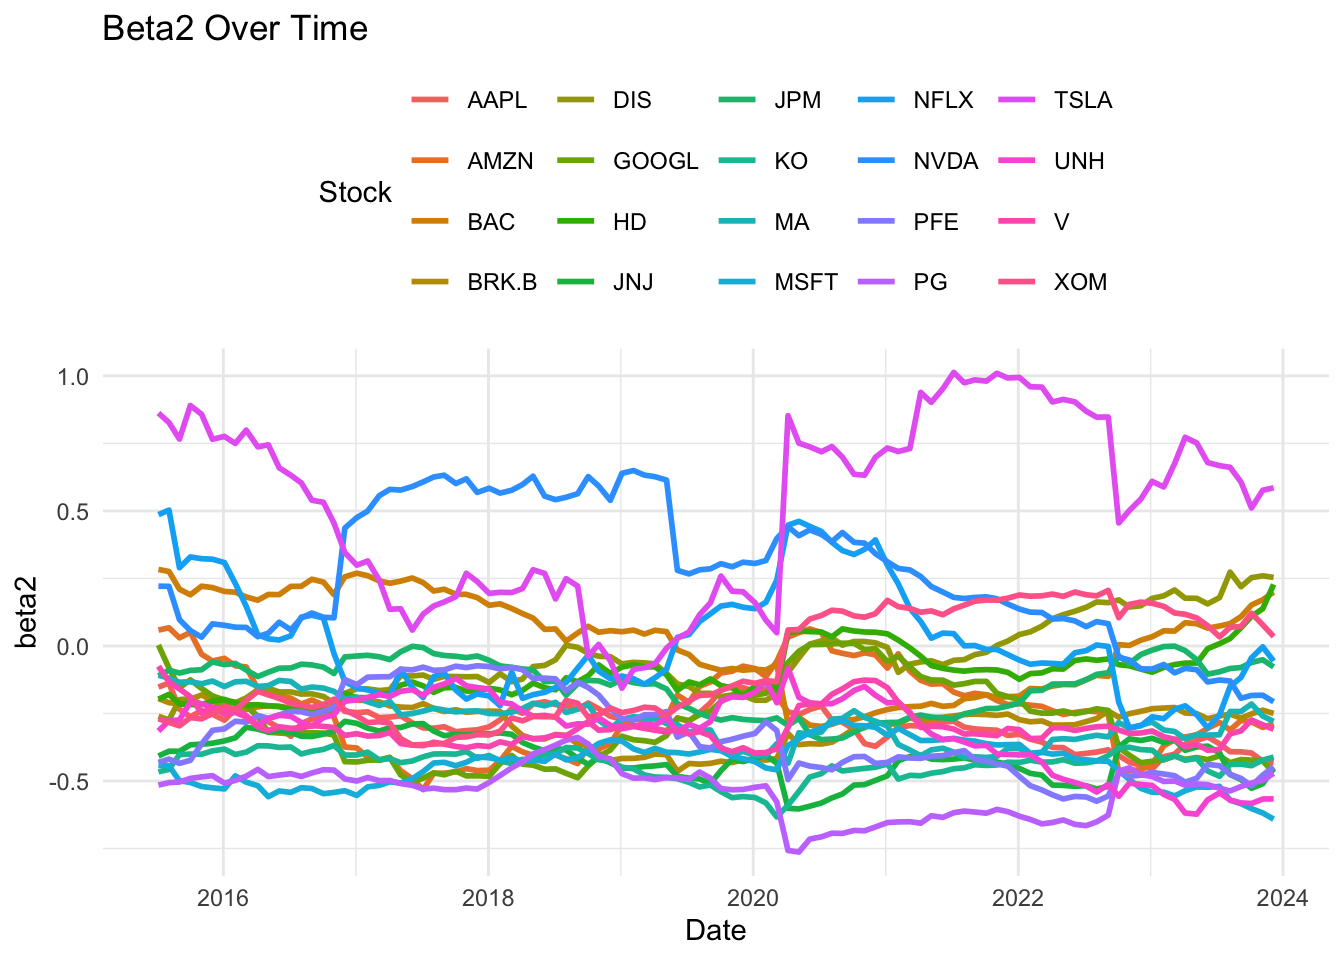 Beta2 Over Time
AAPL DIS JPM NFLX TSLA
AMZN GOOGL KO NVDA UNH
Stock
BAC HD MA PFE V
BRK.B JNJ MSFT PG XOM
1.0
0.5
0.0
-0.5
beta2
2016 2018 2020 2022 2024
Date